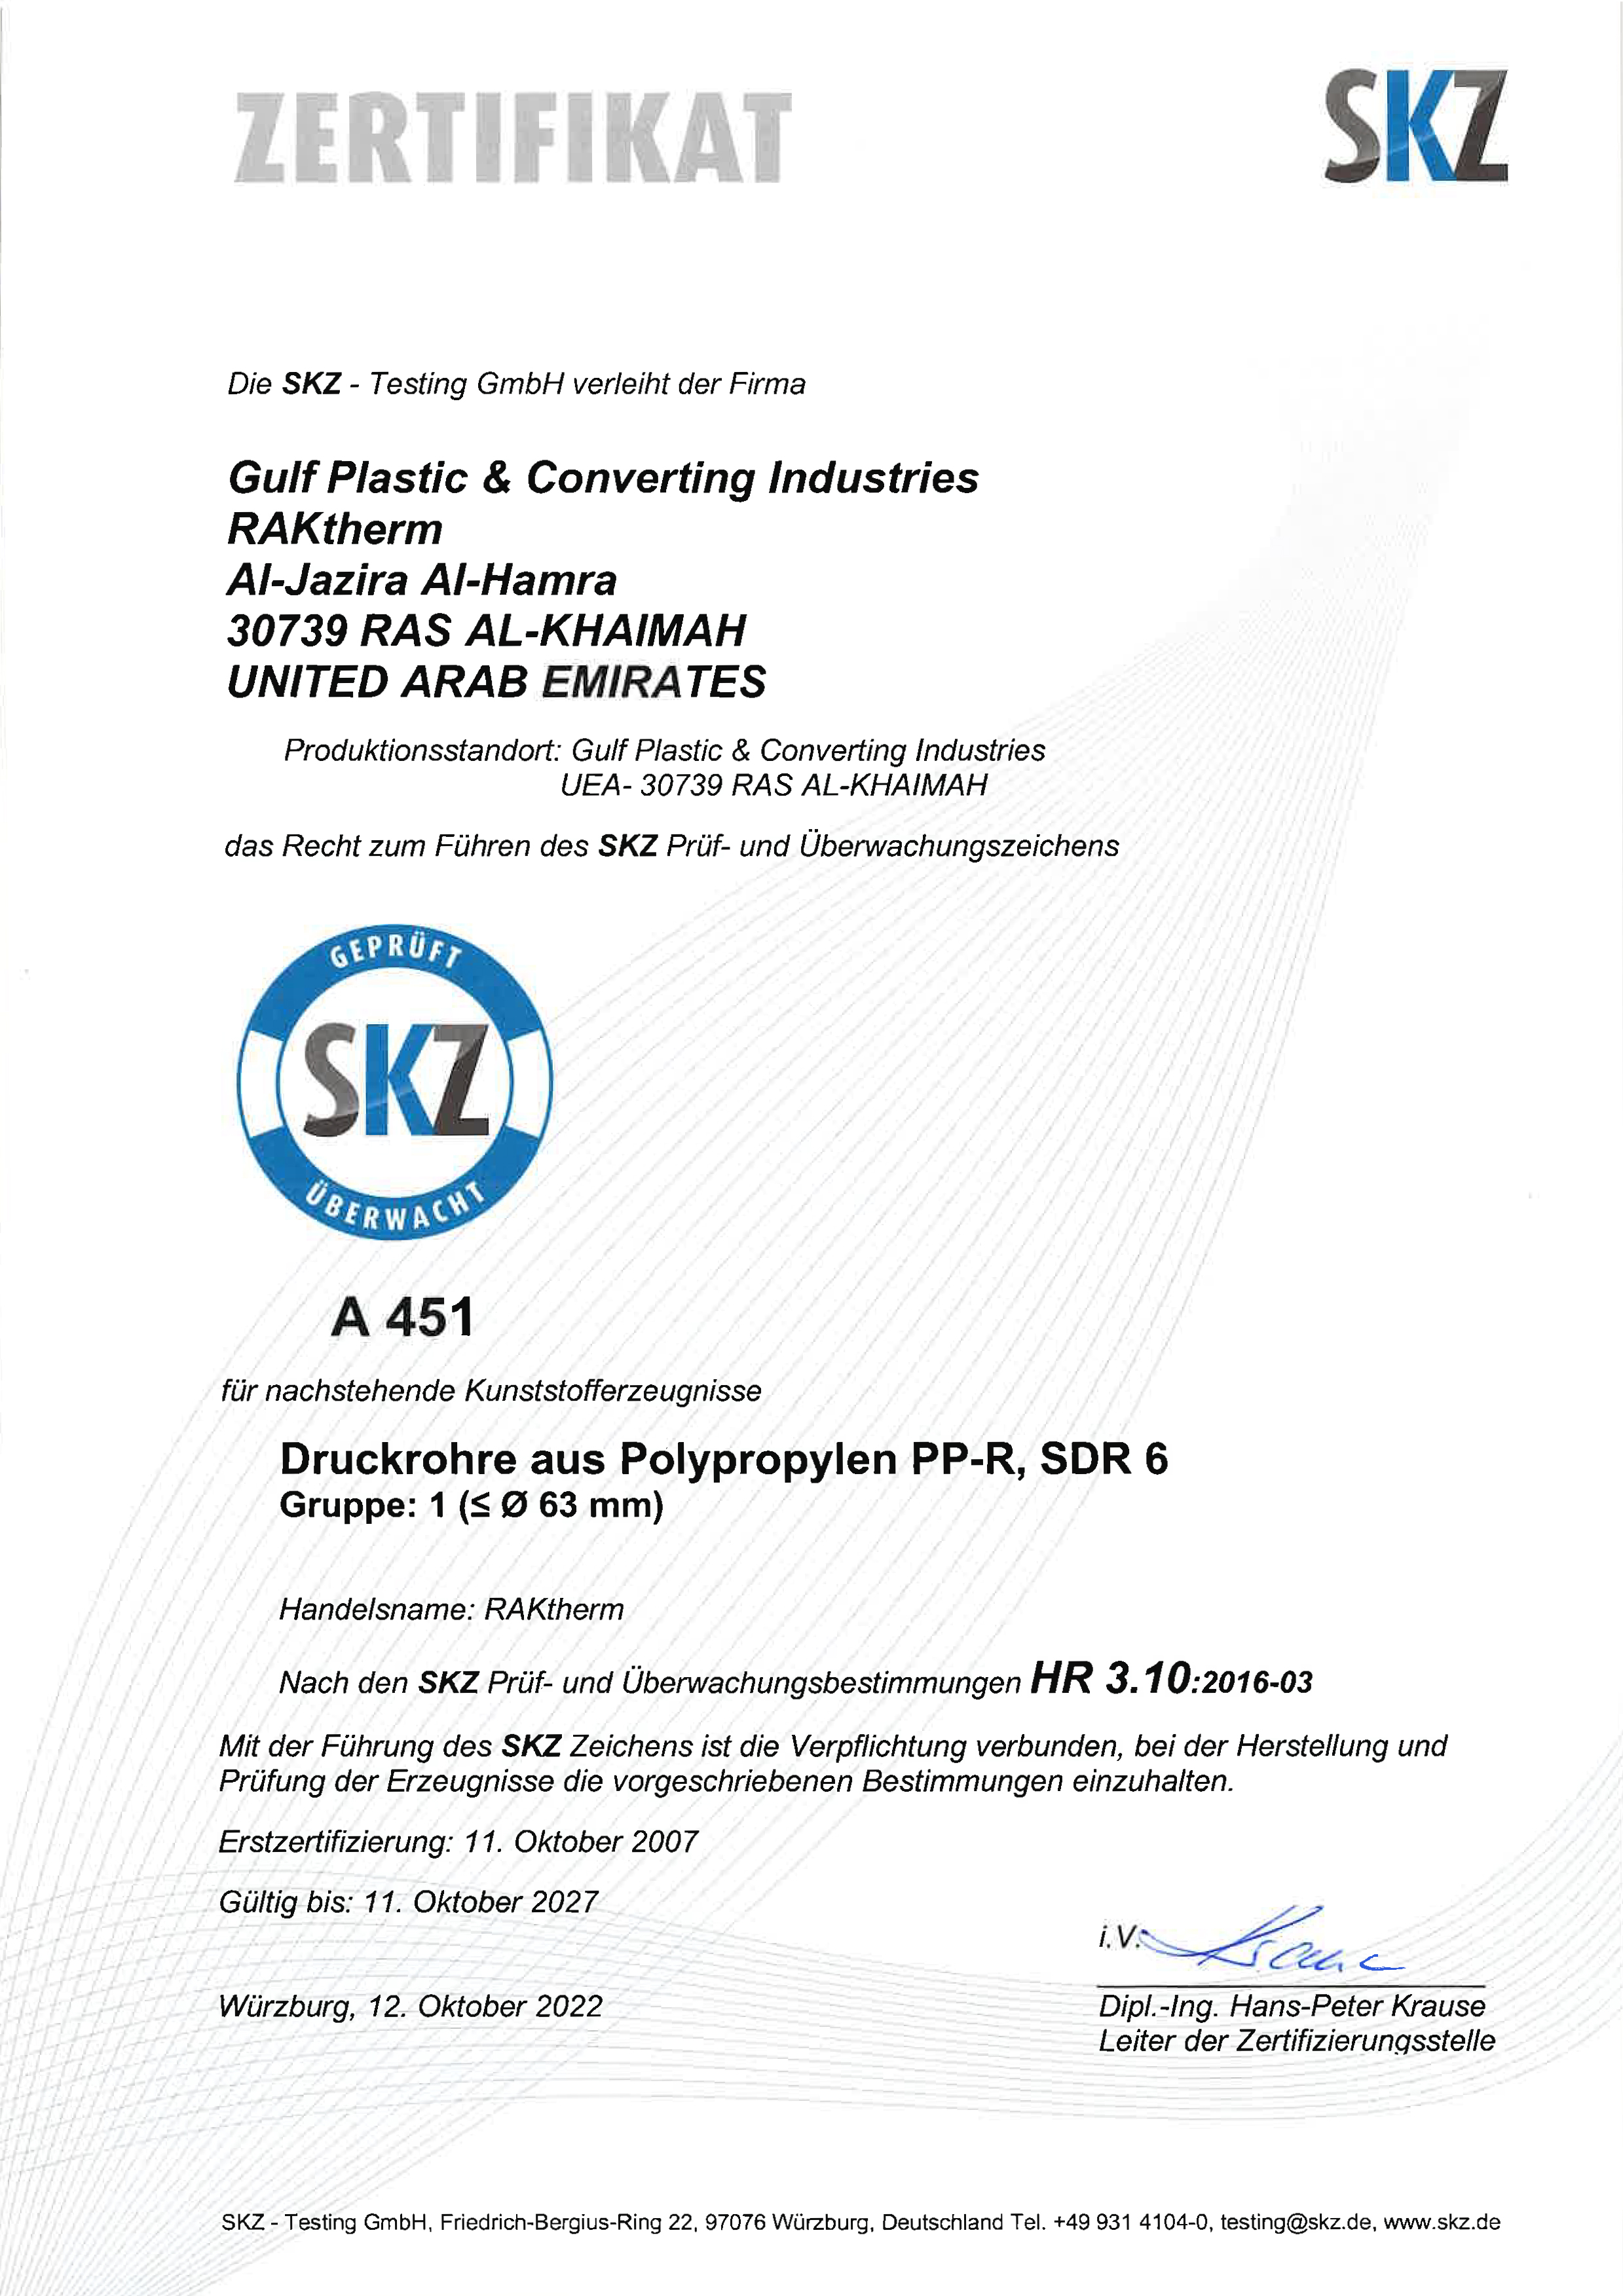 ZERTIFIKAT
SKZ
Die SKZ - Testing GmbH verleiht der Firma
Gulf Plastic & Converting Industries
RAKtherm
Al-Jazira Al-Hamra
30739 RAS AL-KHAIMAH
UNITED ARAB EMIRATES
Produktionsstandort: Gulf Plastic & Converting Industries
UEA- 30739 RAS AL-KHAIMAH
das Recht zum Führen des SKZ Prüf- und Überwachungszeichens
GEPRÜFT
SKZ
ÜBERWACHT
A 451
für nachstehende Kunststofferzeugnisse
Druckrohre aus Polypropylen PP-R, SDR 6
Gruppe: 1 (≤ Ø 63 mm)
Handelsname: RAKtherm
Nach den SKZ Prüf- und Überwachungsbestimmungen HR 3.10:2016-03
Mit der Führung des SKZ Zeichens ist die Verpflichtung verbunden, bei der Herstellung und
Prüfung der Erzeugnisse die vorgeschriebenen Bestimmungen einzuhalten.
Erstzertifizierung: 11. Oktober 2007
Gültig bis: 11. Oktober 2027
i.V.
Würzburg, 12. Oktober 2022
Dipl.-Ing. Hans-Peter Krause
Leiter der Zertifizierungsstelle
SKZ - Testing GmbH, Friedrich-Bergius-Ring 22, 97076 Würzburg, Deutschland Tel. +49 931 4104-0, testing@skz.de, www.skz.de